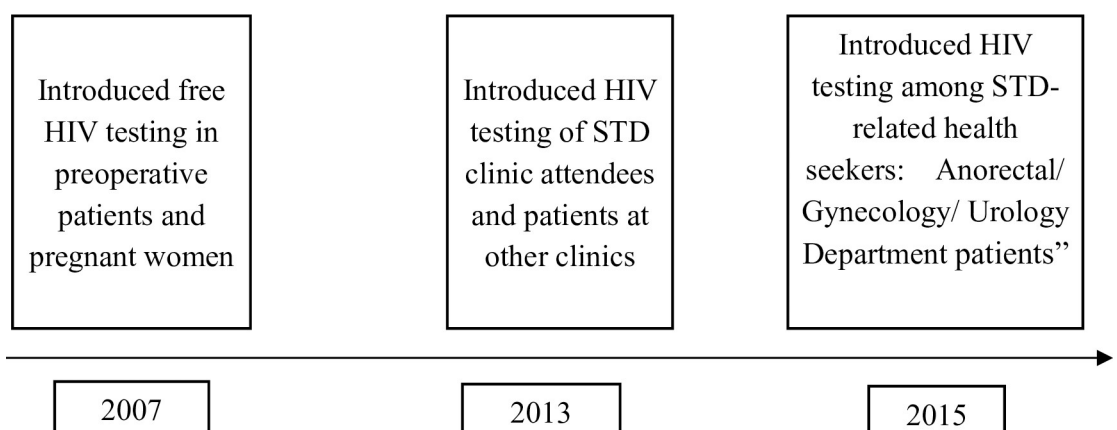 Introduced free
HIV testing in
preoperative
patients and
pregnant women
Introduced HIV
testing of STD
clinic attendees
and patients at
other clinics
Introduced HIV
testing among STD-
related health
seekers: Anorectal/
Gynecology/ Urology
Department patients”
2007
2013
2015